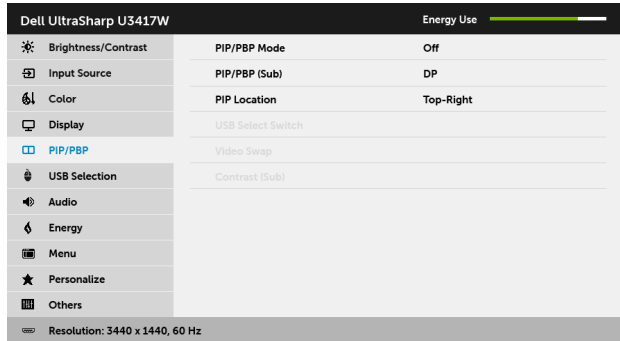 Dell UltraSharp U3417W Energy Use
Brightness/Contrast PIP/PBP Mode Off
Input Source PIP/PBP (Sub) DP
Color PIP Location Top-Right
Display USB Select Switch
PIP/PBP Video Swap
USB Selection Contrast (Sub)
Audio
Energy
Menu
Personalize
Others
Resolution: 3440 x 1440, 60 Hz